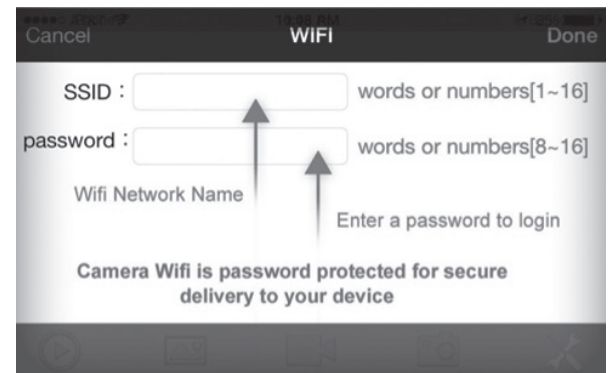 Cancel WIFI Done
SSID : words or numbers[1~16]
password : words or numbers[8~16]
Wifi Network Name
Enter a password to login
Camera Wifi is password protected for secure
delivery to your device